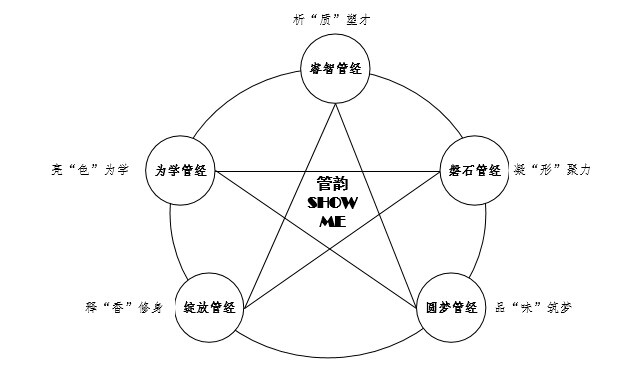 析“质”塑才
睿智管经
亮“色”为学
为学管经
管韵
SHOW
ME
磐石管经
凝“形”聚力
释“香”修身
绽放管经
圆梦管经
品“味”筑梦